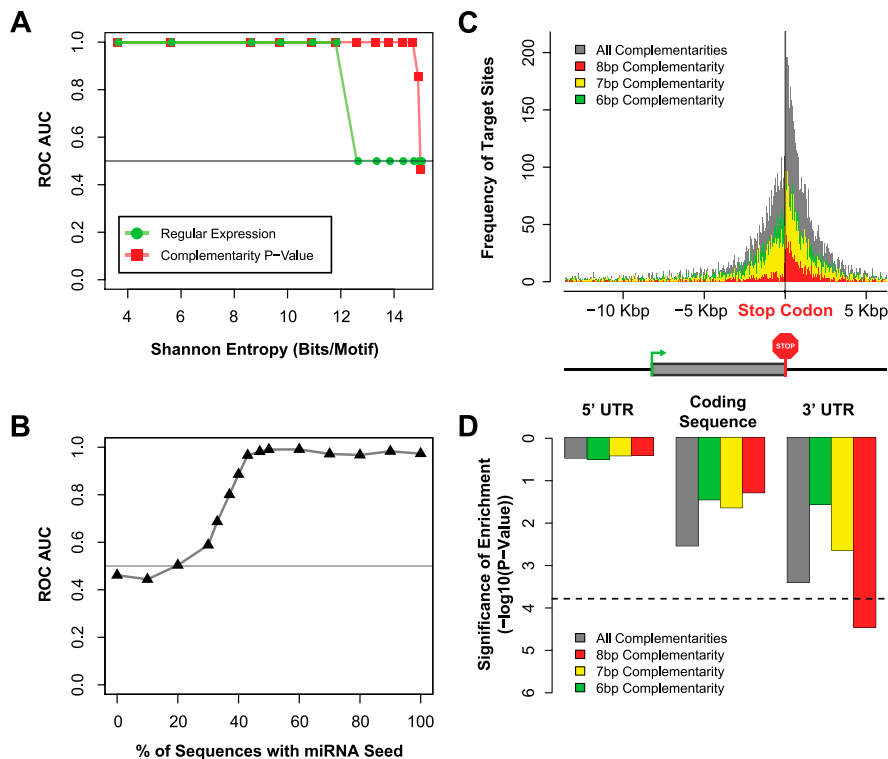 A
ROC AUC
1.0
0.8
0.6
0.4
0.2
0.0
Regular Expression
Complementarity P−Value
4
6
8
10
12
14
Shannon Entropy (Bits/Motif)
B
ROC AUC
1.0
0.8
0.6
0.4
0.2
0.0
0
20
40
60
80
100
% of Sequences with miRNA Seed
C
Frequency of Target Sites
200
150
100
50
0
All Complementarities
8bp Complementarity
7bp Complementarity
6bp Complementarity
−10 Kbp
−5 Kbp
Stop Codon
5 Kbp
STOP
D
5' UTR
Coding
Sequence
3' UTR
Significance of Enrichment
(−log10(P−Value))
0
1
2
3
4
5
6
All Complementarities
8bp Complementarity
7bp Complementarity
6bp Complementarity